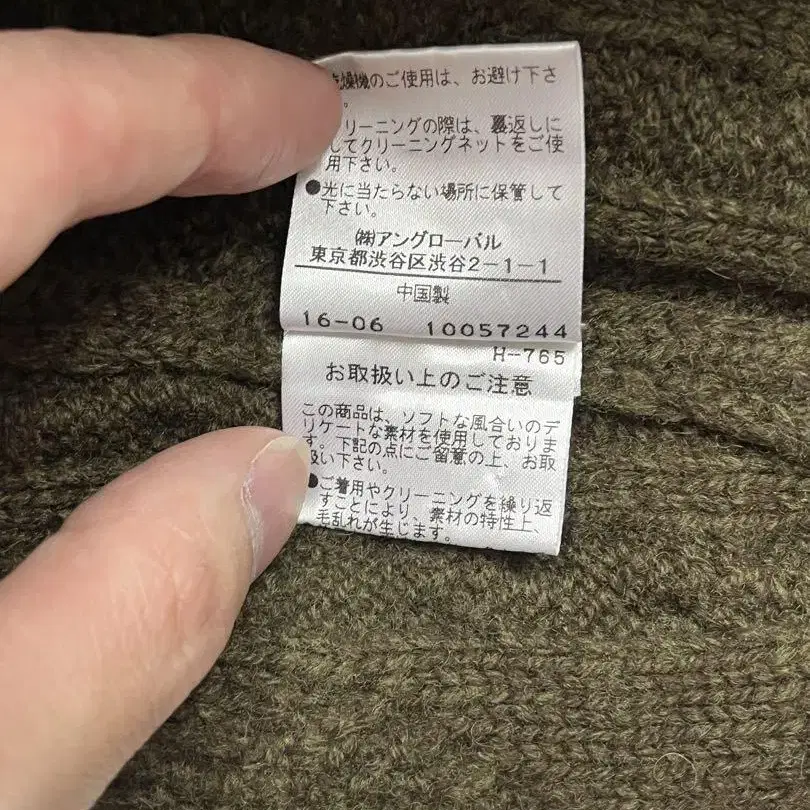 燥機のご使用は、お避け下さ
。
リーニングの際は、裏返しに
してクリーニングネットをご使
用下さい。
●光に当たらない場所に保管して
下さい。
㈱アングローバル
東京都渋谷区渋谷2-1-1
中国製
16-06 10057244
H-765
お取扱い上のご注意
この商品は、ソフトな風合いのデ
リケートな素材を使用しておりま
す。下記の点にご留意の上、お取
扱い下さい。
●ご着用やクリーニングを繰り返
すことにより、素材の特性上、
毛乱れが生じます。